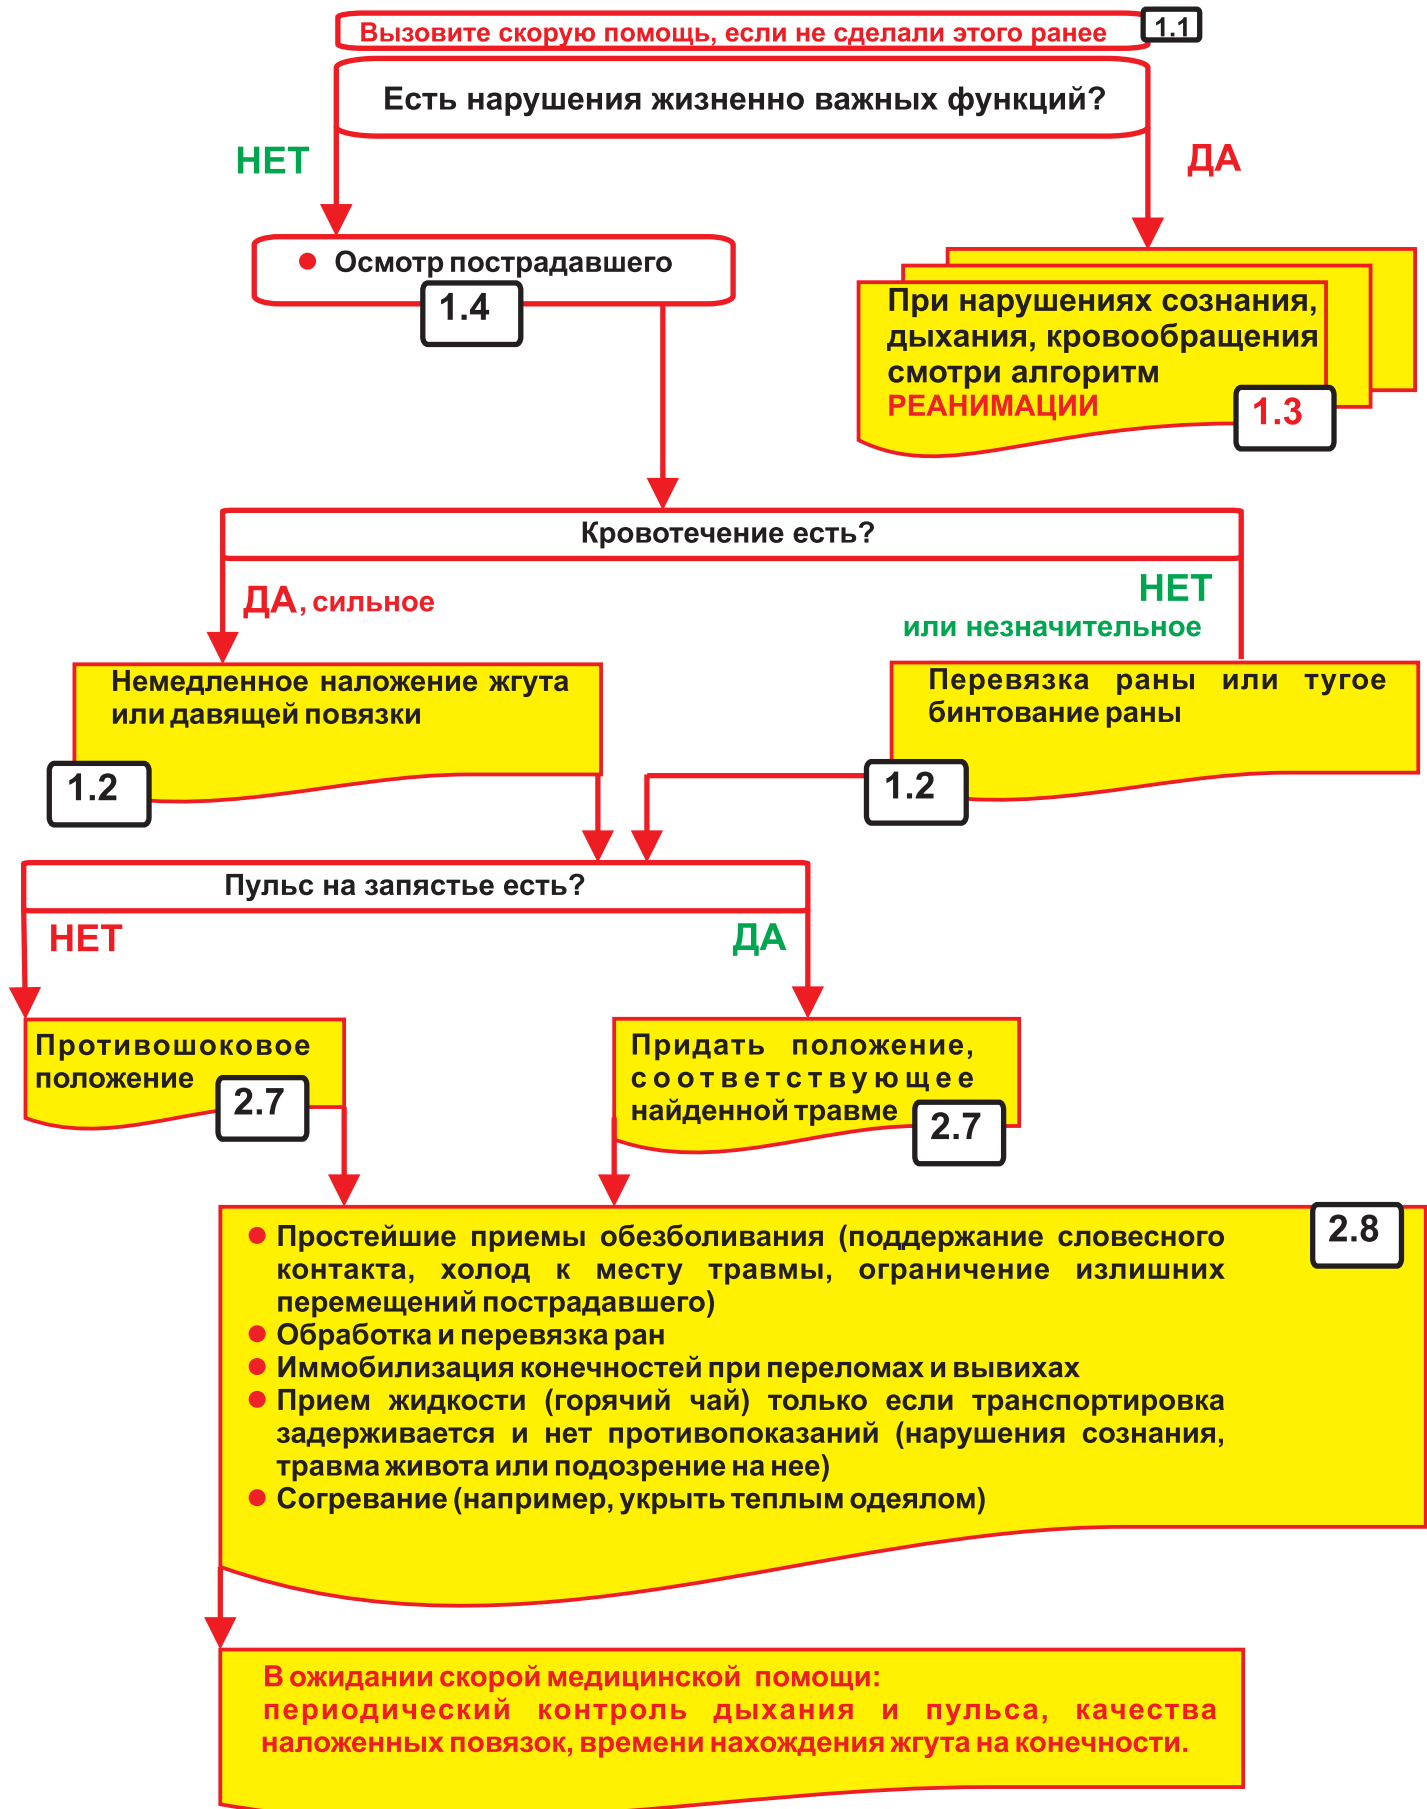 Вызовите скорую помощь, если не сделали этого ранее
1.1
Есть нарушения жизненно важных функций?
НЕТ
ДА
● Осмотр пострадавшего
1.4
При нарушениях сознания,
дыхания, кровообращения
смотри алгоритм
РЕАНИМАЦИИ
1.3
Кровотечение есть?
ДА, сильное
НЕТ
или незначительное
Немедленное наложение жгута
или давящей повязки
1.2
Перевязка раны или тугое
бинтование раны
1.2
Пульс на запястье есть?
НЕТ
ДА
Противошоковое
положение
2.7
Придать положение,
соответствующее
найденной травме
2.7
2.8
● Простейшие приемы обезболивания (поддержание словесного
контакта, холод к месту травмы, ограничение излишних
перемещений пострадавшего)
● Обработка и перевязка ран
● Иммобилизация конечностей при переломах и вывихах
● Прием жидкости (горячий чай) только если транспортировка
задерживается и нет противопоказаний (нарушения сознания,
травма живота или подозрение на нее)
● Согревание (например, укрыть теплым одеялом)
В ожидании скорой медицинской помощи:
периодический контроль дыхания и пульса, качества
наложенных повязок, времени нахождения жгута на конечности.